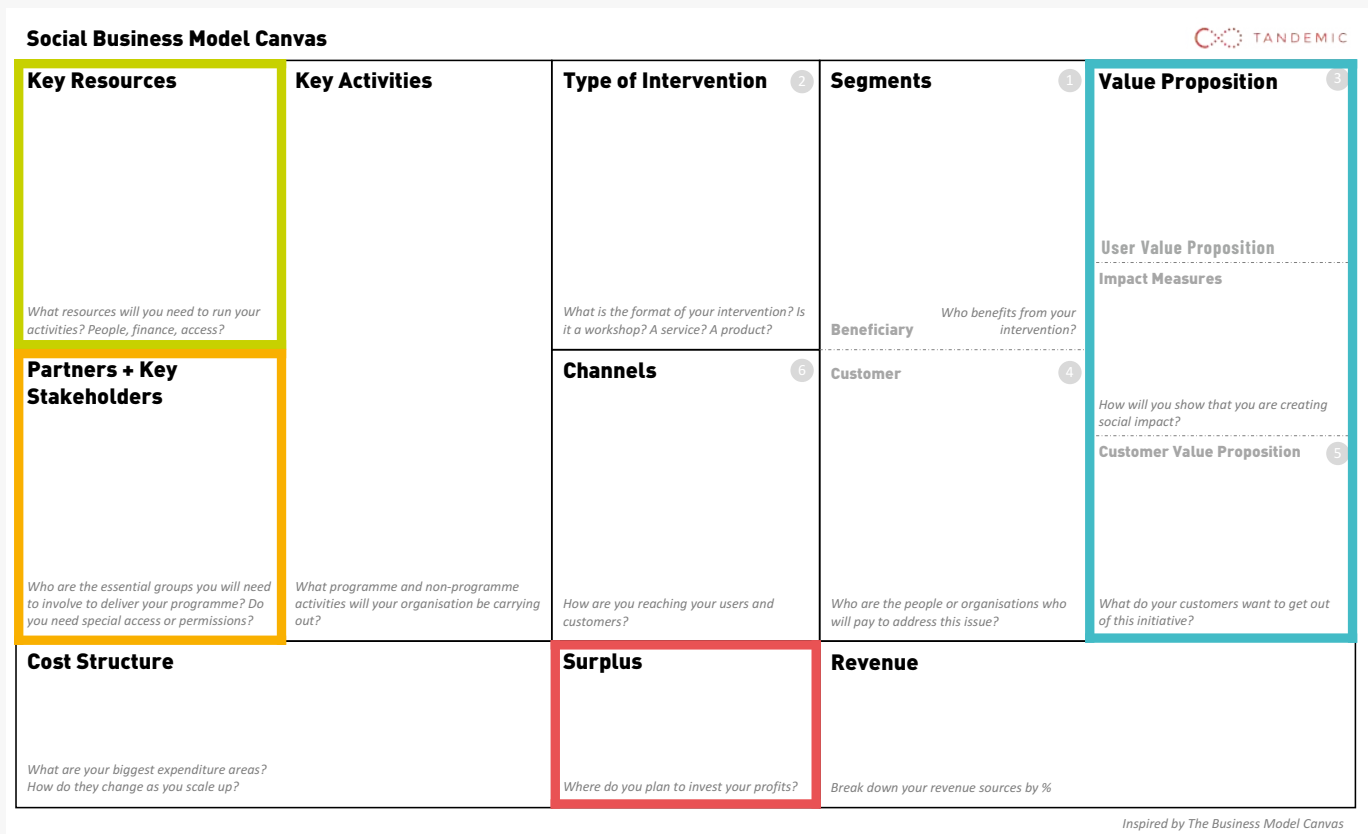 Social Business Model Canvas
TANDEMIC
Key Resources
What resources will you need to run your
activities? People, finance, access?
Partners + Key
Stakeholders
Who are the essential groups you will need
to involve to deliver your programme? Do
you need special access or permissions?
Key Activities
What programme and non-programme
activities will your organisation be carrying
out?
Type of Intervention
2
What is the format of your intervention? Is
it a workshop? A service? A product?
Channels
6
How are you reaching your users and
customers?
Segments
1
Who benefits from your
intervention?
Beneficiary
Customer
4
Who are the people or organisations who
will pay to address this issue?
Value Proposition
3
User Value Proposition
Impact Measures
How will you show that you are creating
social impact?
Customer Value Proposition
5
What do your customers want to get out
of this initiative?
Cost Structure
What are your biggest expenditure areas?
How do they change as you scale up?
Surplus
Where do you plan to invest your profits?
Revenue
Break down your revenue sources by %
Inspired by The Business Model Canvas